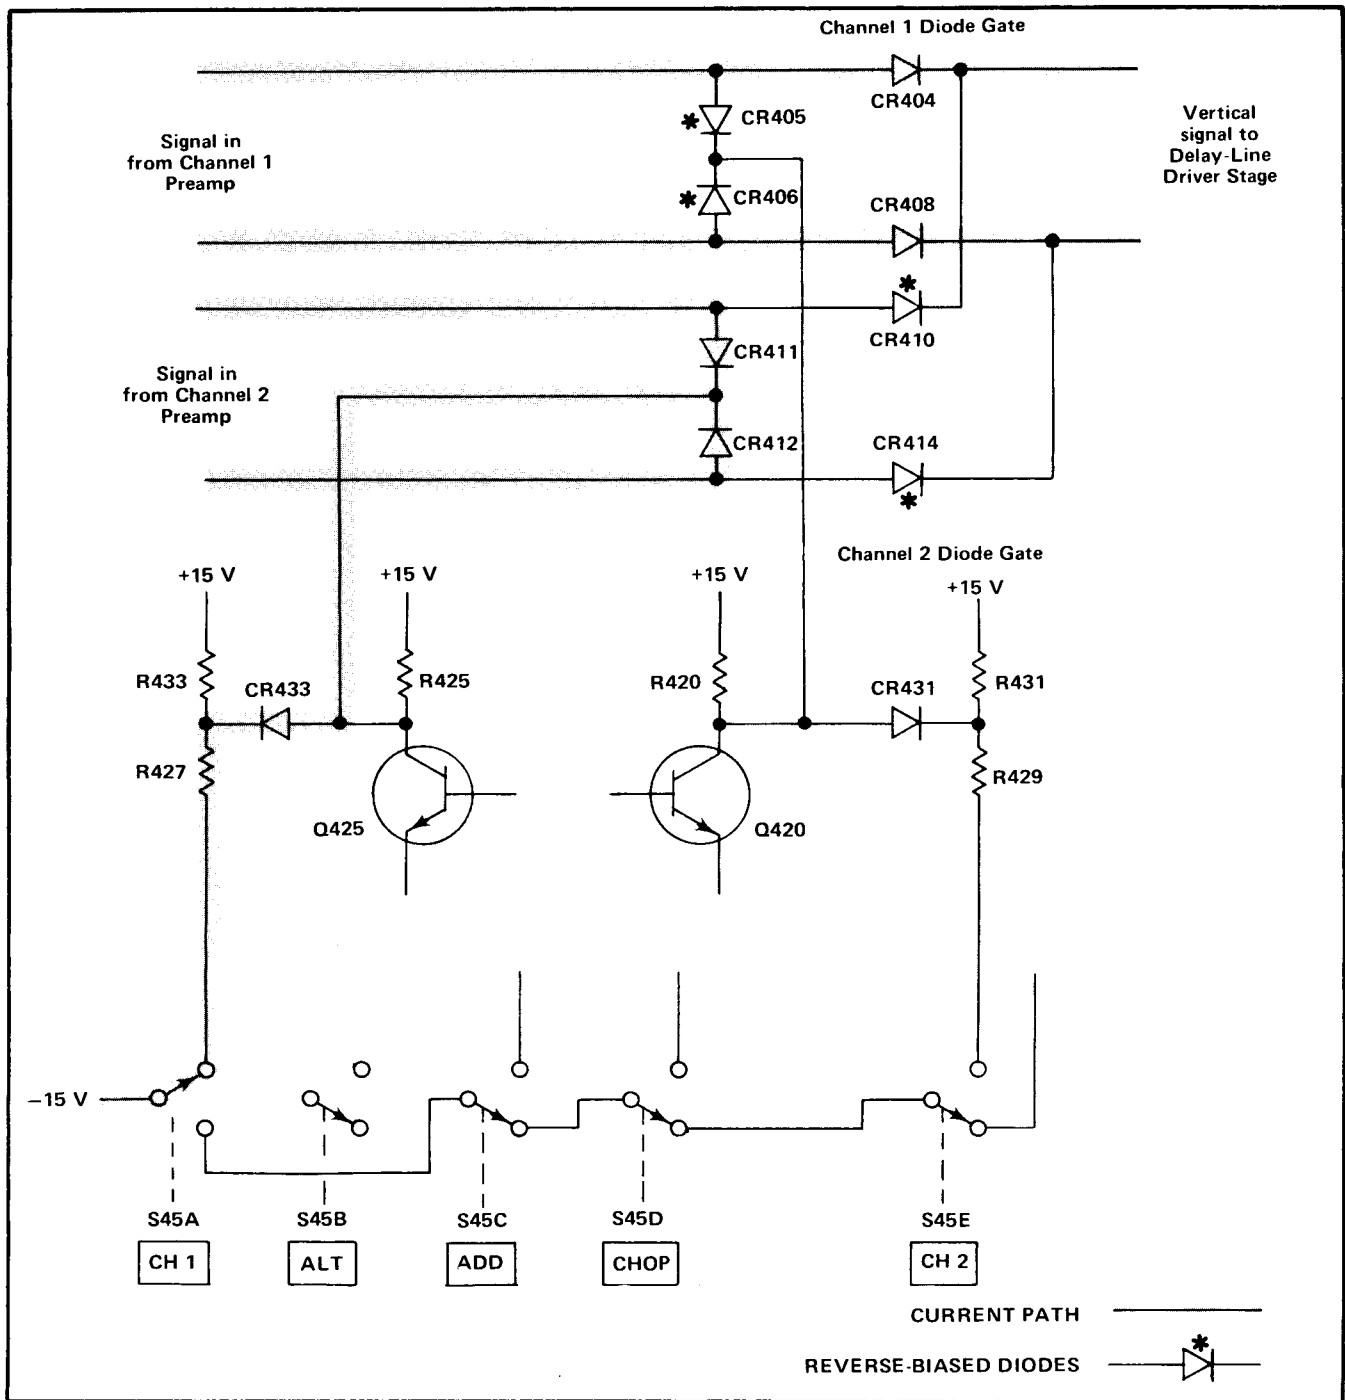 Channel 1 Diode Gate
CR404
CR405
Signal in
from Channel 1
Preamp
Vertical
signal to
Delay-Line
Driver Stage
CR406
CR408
CR410
CR411
Signal in
from Channel 2
Preamp
CR412
CR414
Channel 2 Diode Gate
+15 V
+15 V
+15 V
+15 V
R433
CR433
R425
R420
CR431
R431
R427
R429
Q425
Q420
−15 V
S45A
S45B
S45C
S45D
S45E
CH 1
ALT
ADD
CHOP
CH 2
CURRENT PATH
REVERSE-BIASED DIODES